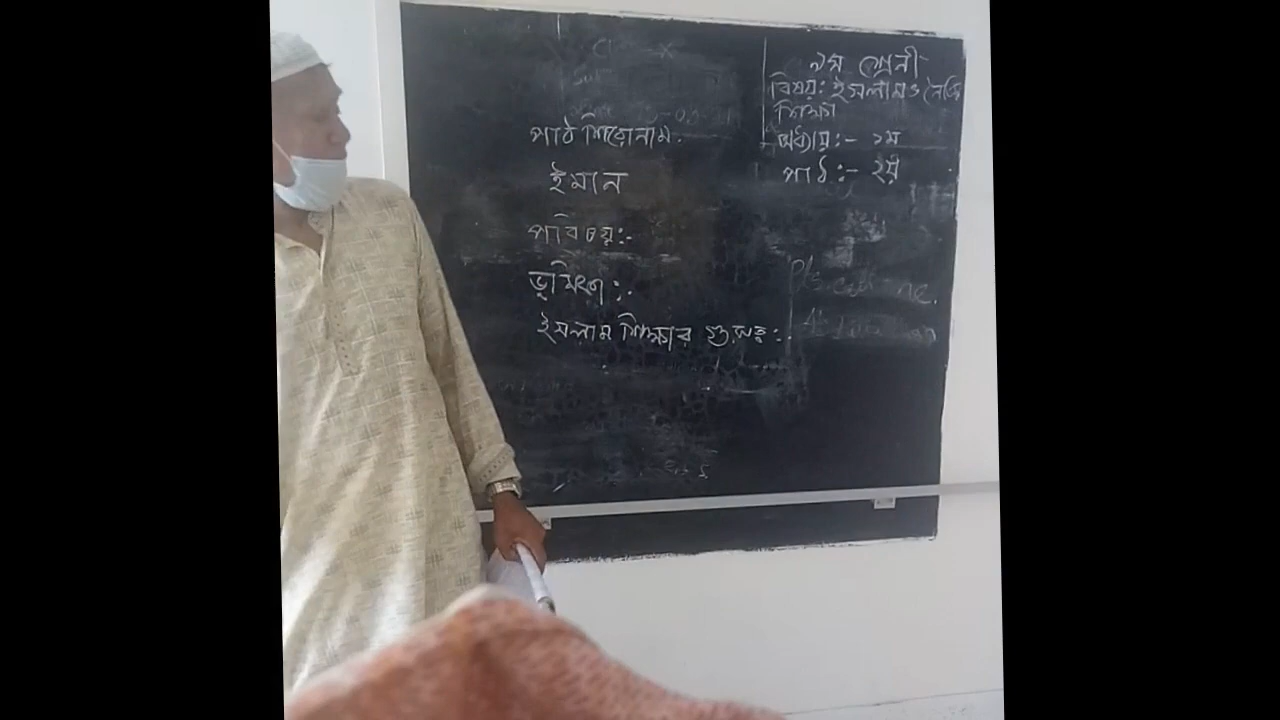 ৯ম শ্রেনী
বিষয়: ইসলাম ও নৈতিক
শিক্ষা
অধ্যায়:- ১ম
পাঠ:- ২য়
পাঠ শিরোনাম.
ইমান
পরিচয়:-
ভূমিকা:-
ইসলাম শিক্ষার গুরুত্ব:-